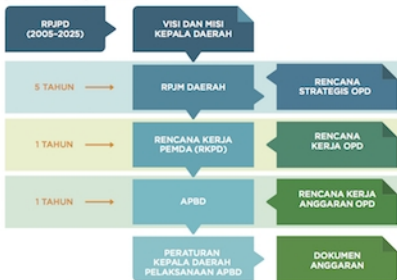 RPJPD
(2005-2025)
VISI DAN MISI
KEPALA DAERAH
5 TAHUN
RPJM DAERAH
RENCANA
STRATEGIS OPD
1 TAHUN
RENCANA KERJA
PEMDA (RKPD)
RENCANA
KERJA OPD
1 TAHUN
APBD
RENCANA KERJA
ANGGARAN OPD
PERATURAN
KEPALA DAERAH
PELAKSANAAN APBD
DOKUMEN
ANGGARAN